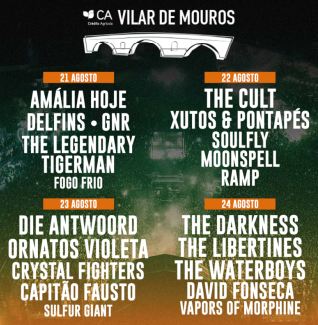 CA VILAR DE MOUROS
Crédito Agrícola
21 AGOSTO
AMÁLIA HOJE
DELFINS • GNR
THE LEGENDARY
TIGERMAN
FOGO FRIO
22 AGOSTO
THE CULT
XUTOS & PONTAPÉS
SOULFLY
MOONSPELL
RAMP
23 AGOSTO
DIE ANTWOORD
ORNATOS VIOLETA
CRYSTAL FIGHTERS
CAPITÃO FAUSTO
SULFUR GIANT
24 AGOSTO
THE DARKNESS
THE LIBERTINES
THE WATERBOYS
DAVID FONSECA
VAPORS OF MORPHINE